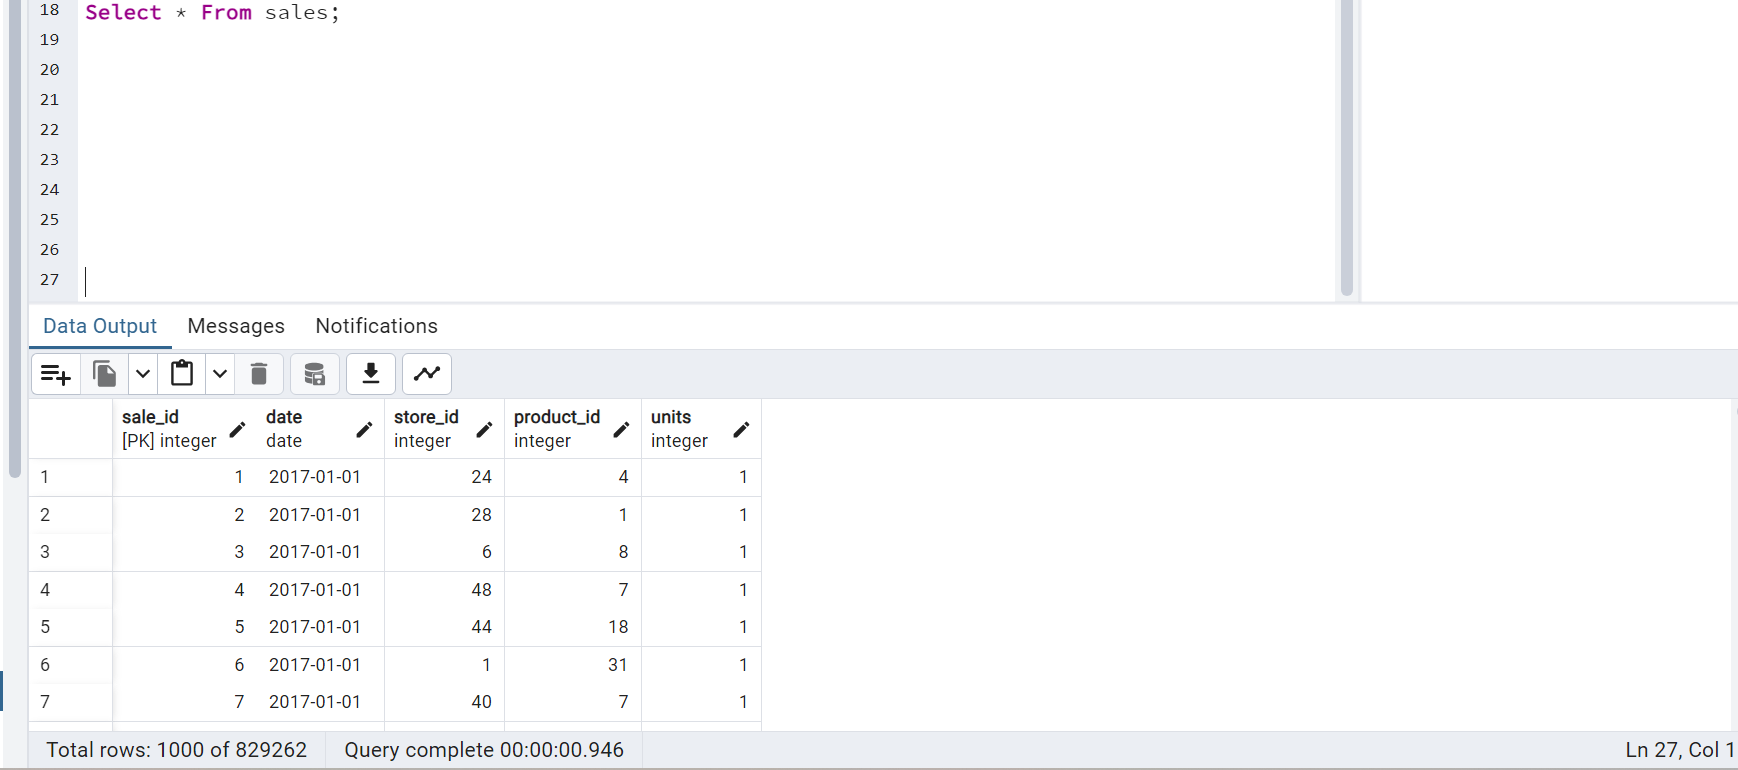 18 Select * From sales;
19
20
21
22
23
24
25
26
27
Data Output Messages Notifications
sale_id date store_id product_id units
[PK] integer date integer integer integer
1 1 2017-01-01 24 4 1
2 2 2017-01-01 28 1 1
3 3 2017-01-01 6 8 1
4 4 2017-01-01 48 7 1
5 5 2017-01-01 44 18 1
6 6 2017-01-01 1 31 1
7 7 2017-01-01 40 7 1
Total rows: 1000 of 829262 Query complete 00:00:00.946 Ln 27, Col 1